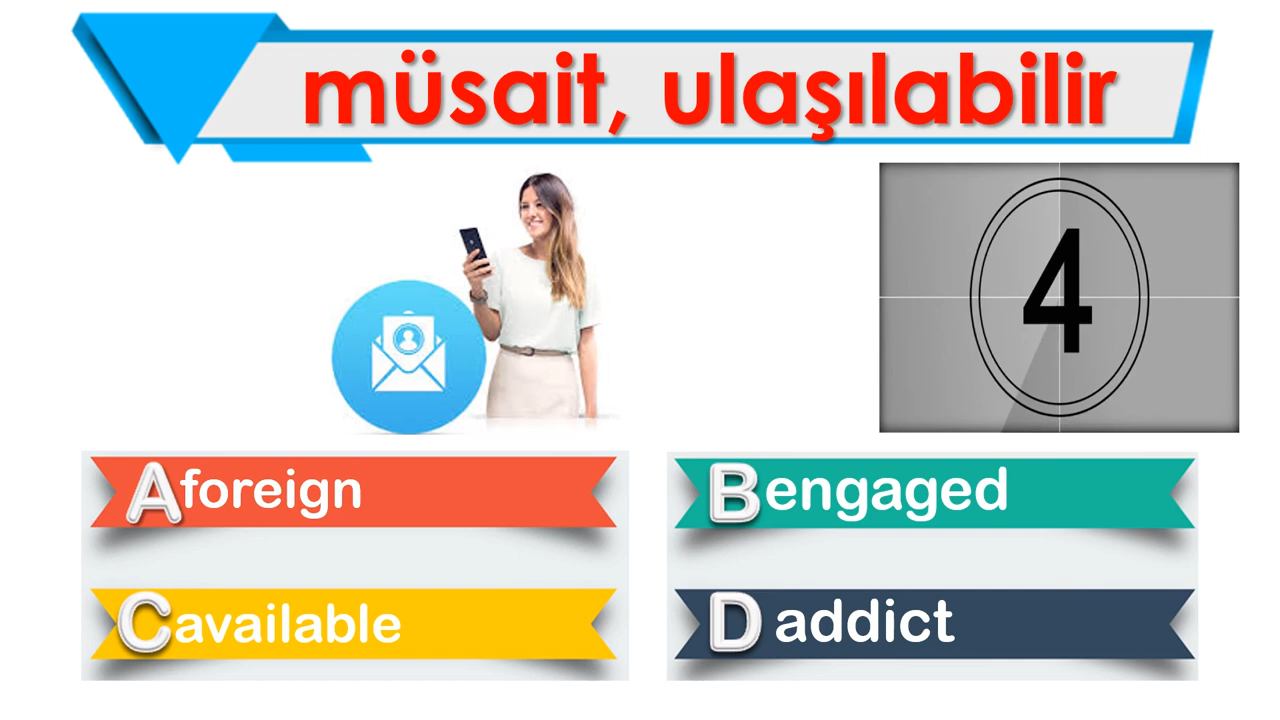 müsait, ulaşılabilir
4
A foreign
B engaged
C available
D addict